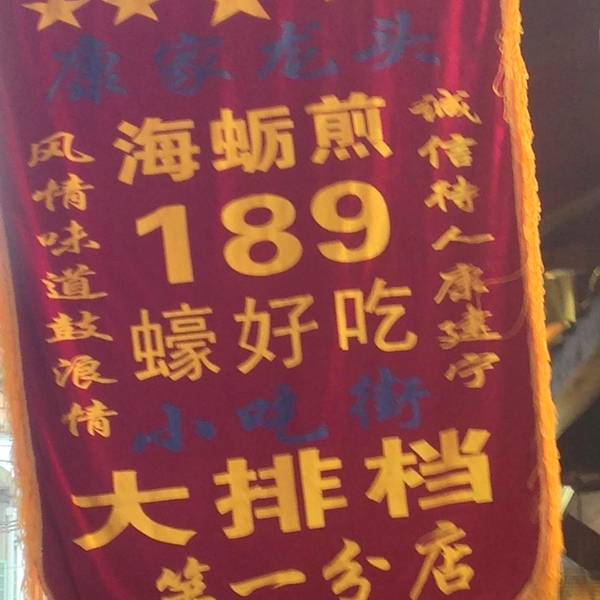 康家龙头
海蛎煎
189
蠔好吃
小吃街
大排档
第一分店
诚信待人康建宁
风情味道鼓浪情